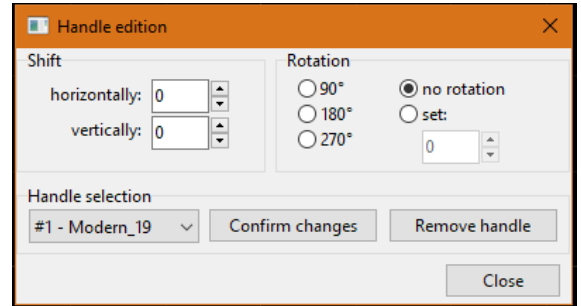 Handle edition
Shift
horizontally: 0
vertically: 0
Rotation
90°
180°
270°
no rotation
set:
0
Handle selection
#1 - Modern_19
Confirm changes
Remove handle
Close